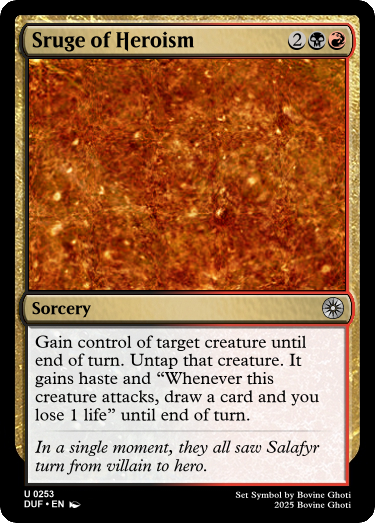 Sruge of Heroism 2
Sorcery
Gain control of target creature until
end of turn. Untap that creature. It
gains haste and “Whenever this
creature attacks, draw a card and you
lose 1 life” until end of turn.
In a single moment, they all saw Salafyr
turn from villain to hero.
U 0253
DUF • EN
Set Symbol by Bovine Ghoti
2025 Bovine Ghoti